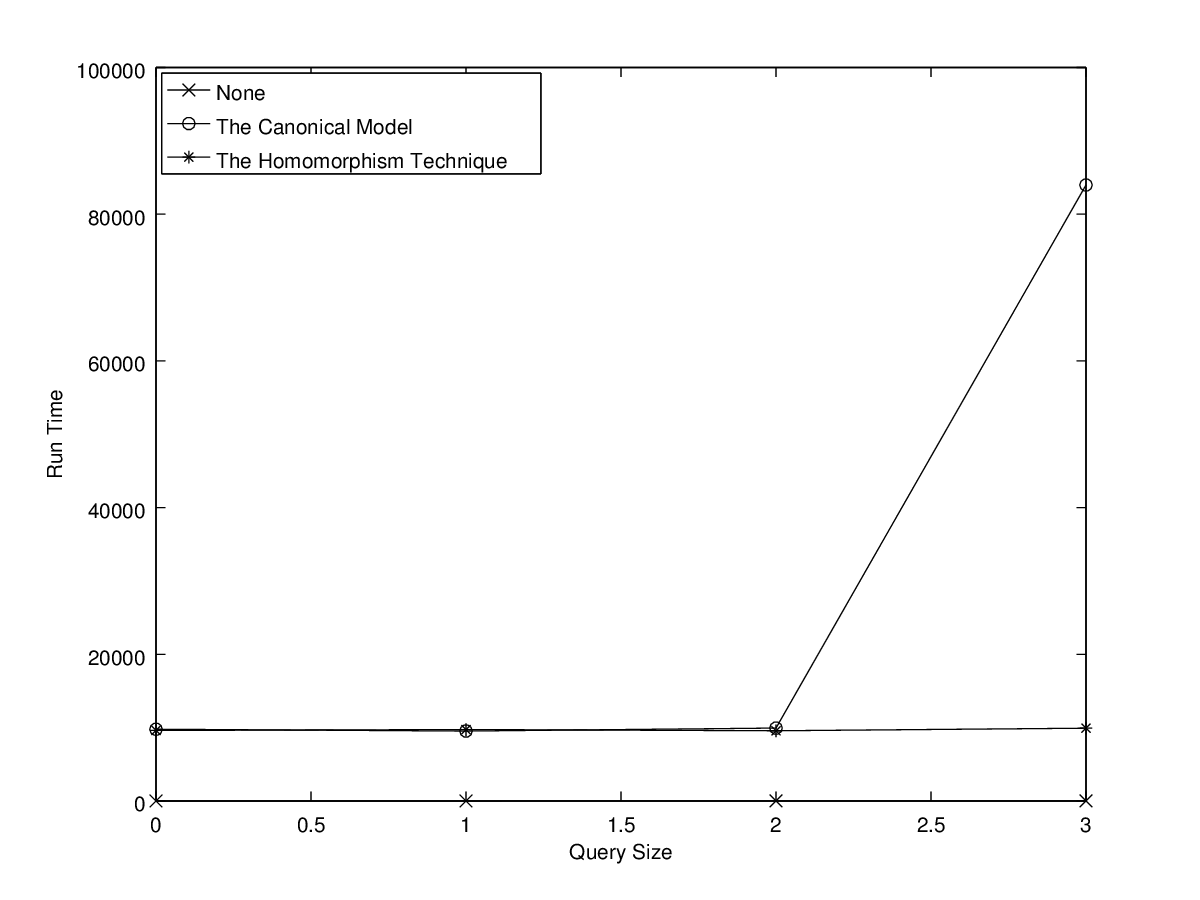 100000
80000
60000
40000
20000
0
None
The Canonical Model
The Homomorphism Technique
Run Time
0 0.5 1 1.5 2 2.5 3
Query Size